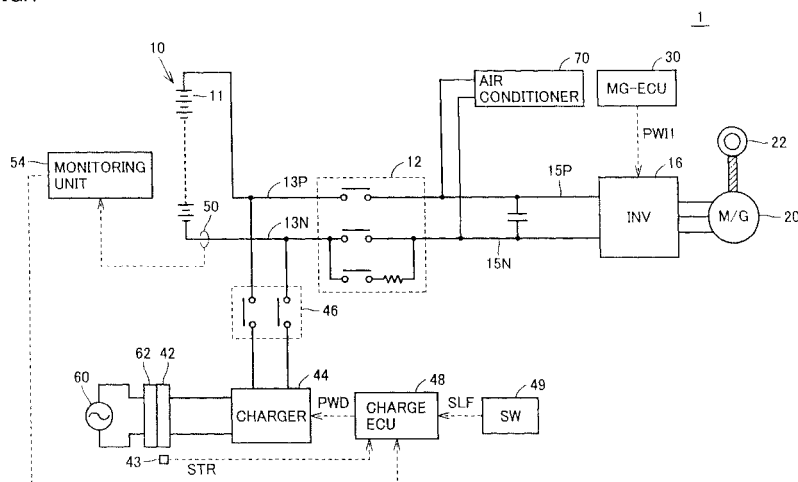 1
10
11
70
AIR CONDITIONER
30
MG-ECU
PWI1
22
54
MONITORING UNIT
12
13P
15P
16
INV
M/G
20
50
13N
15N
46
62 42
44
48
49
60
CHARGER
PWD
CHARGE ECU
SLF
SW
43
STR